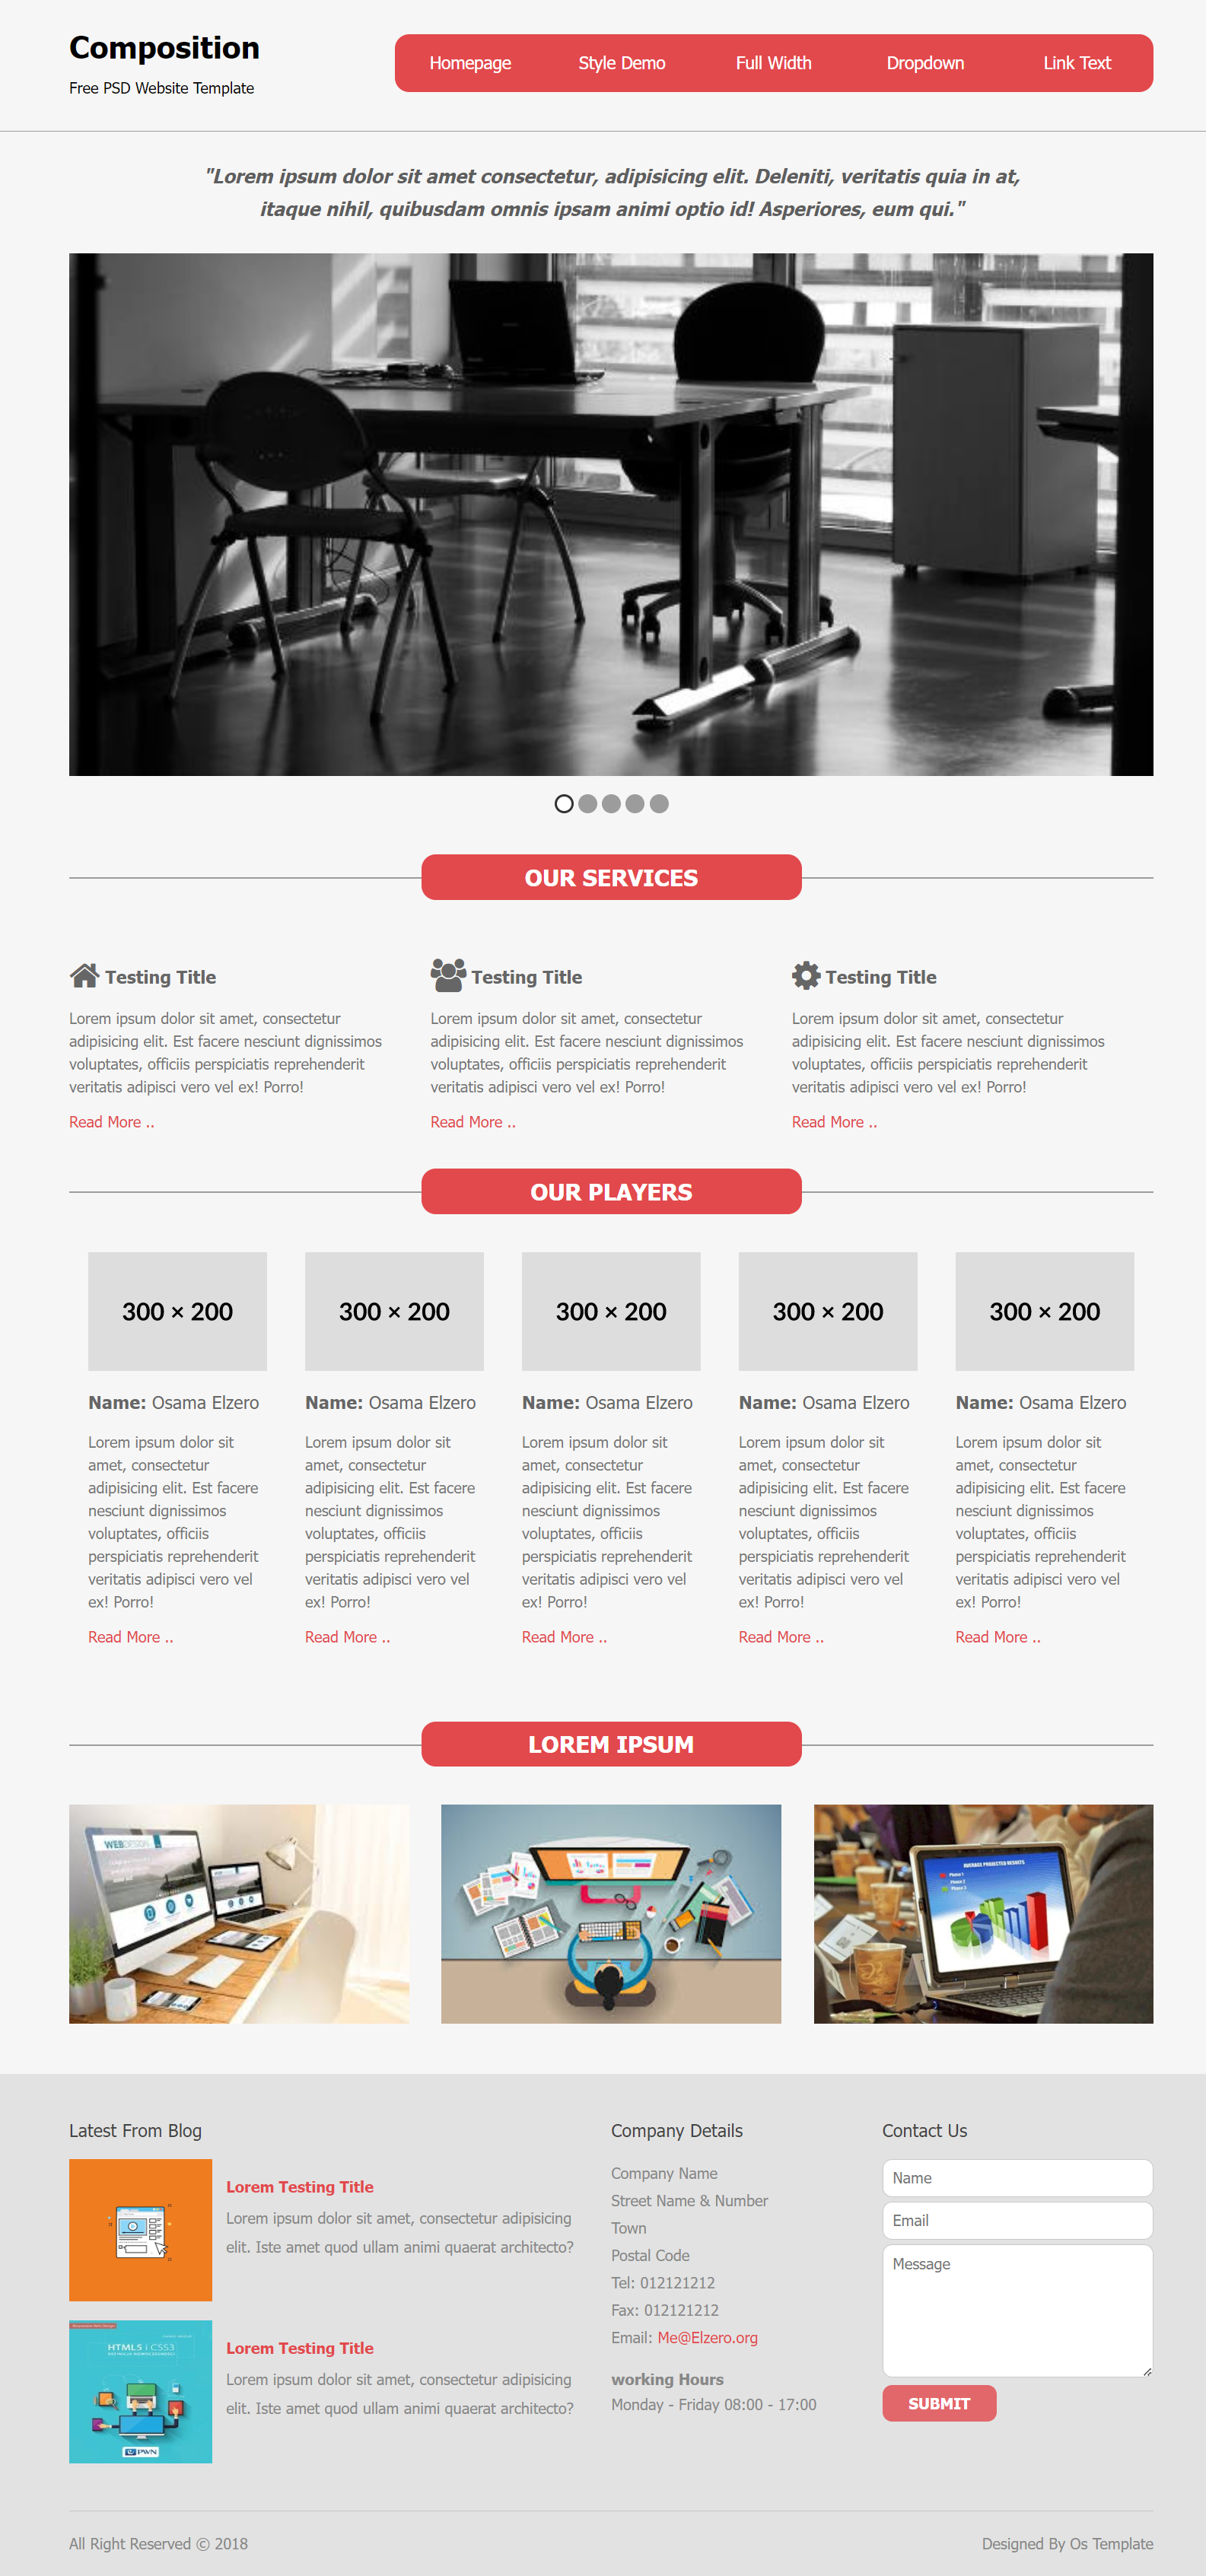 Composition
Free PSD Website Template
Homepage Style Demo Full Width Dropdown Link Text
"Lorem ipsum dolor sit amet consectetur, adipisicing elit. Deleniti, veritatis quia in at,
itaque nihil, quibusdam omnis ipsam animi optio id! Asperiores, eum qui."
OUR SERVICES
Testing Title
Lorem ipsum dolor sit amet, consectetur
adipisicing elit. Est facere nesciunt dignissimos
voluptates, officiis perspiciatis reprehenderit
veritatis adipisci vero vel ex! Porro!
Read More ..
Testing Title
Lorem ipsum dolor sit amet, consectetur
adipisicing elit. Est facere nesciunt dignissimos
voluptates, officiis perspiciatis reprehenderit
veritatis adipisci vero vel ex! Porro!
Read More ..
Testing Title
Lorem ipsum dolor sit amet, consectetur
adipisicing elit. Est facere nesciunt dignissimos
voluptates, officiis perspiciatis reprehenderit
veritatis adipisci vero vel ex! Porro!
Read More ..
OUR PLAYERS
300 × 200
Name: Osama Elzero
Lorem ipsum dolor sit
amet, consectetur
adipisicing elit. Est facere
nesciunt dignissimos
voluptates, officiis
perspiciatis reprehenderit
veritatis adipisci vero vel
ex! Porro!
Read More ..
300 × 200
Name: Osama Elzero
Lorem ipsum dolor sit
amet, consectetur
adipisicing elit. Est facere
nesciunt dignissimos
voluptates, officiis
perspiciatis reprehenderit
veritatis adipisci vero vel
ex! Porro!
Read More ..
300 × 200
Name: Osama Elzero
Lorem ipsum dolor sit
amet, consectetur
adipisicing elit. Est facere
nesciunt dignissimos
voluptates, officiis
perspiciatis reprehenderit
veritatis adipisci vero vel
ex! Porro!
Read More ..
300 × 200
Name: Osama Elzero
Lorem ipsum dolor sit
amet, consectetur
adipisicing elit. Est facere
nesciunt dignissimos
voluptates, officiis
perspiciatis reprehenderit
veritatis adipisci vero vel
ex! Porro!
Read More ..
300 × 200
Name: Osama Elzero
Lorem ipsum dolor sit
amet, consectetur
adipisicing elit. Est facere
nesciunt dignissimos
voluptates, officiis
perspiciatis reprehenderit
veritatis adipisci vero vel
ex! Porro!
Read More ..
LOREM IPSUM
WEBDESIGN
AVERAGE PROJECTED RESULTS
Phase 1
Phase 2
Phase 3
Latest From Blog
Lorem Testing Title
Lorem ipsum dolor sit amet, consectetur adipisicing
elit. Iste amet quod ullam animi quaerat architecto?
HTML5 i CSS3
PWN
Lorem Testing Title
Lorem ipsum dolor sit amet, consectetur adipisicing
elit. Iste amet quod ullam animi quaerat architecto?
Company Details
Company Name
Street Name & Number
Town
Postal Code
Tel: 012121212
Fax: 012121212
Email: Me@Elzero.org
working Hours
Monday - Friday 08:00 - 17:00
Contact Us
Name
Email
Message
SUBMIT
All Right Reserved © 2018
Designed By Os Template